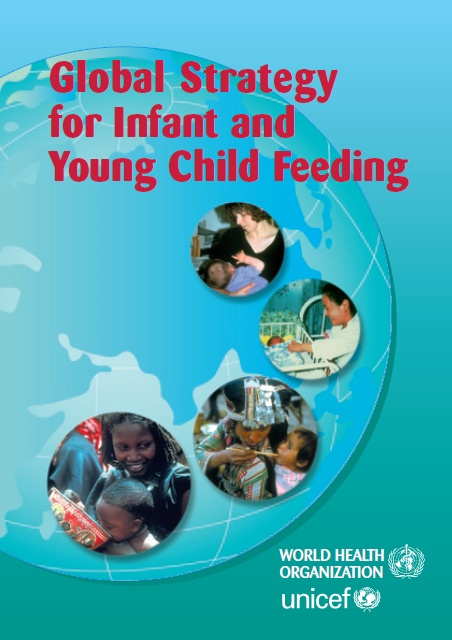 Global Strategy
for Infant and
Young Child Feeding
WORLD HEALTH
ORGANIZATION
unicef